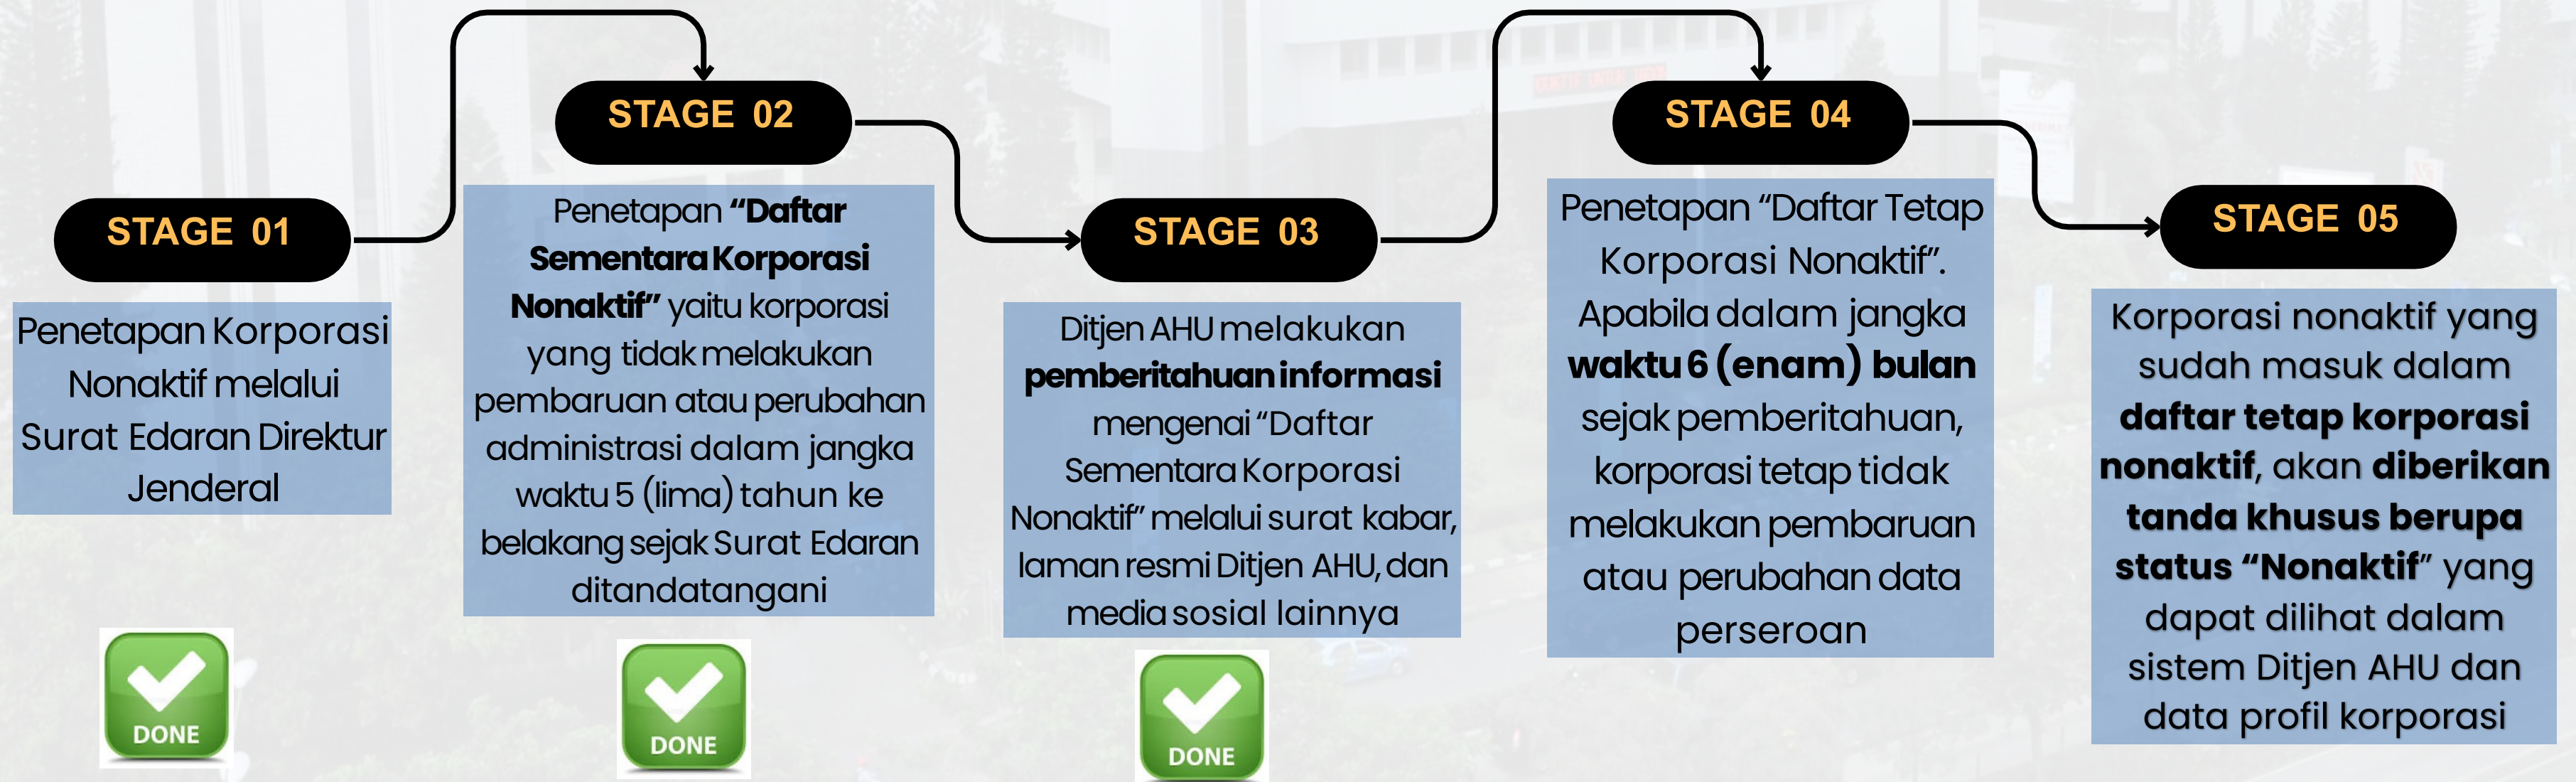 STAGE 01
Penetapan Korporasi
Nonaktif melalui
Surat Edaran Direktur
Jenderal
DONE
STAGE 02
Penetapan “Daftar
Sementara Korporasi
Nonaktif” yaitu korporasi
yang tidak melakukan
pembaruan atau perubahan
administrasi dalam jangka
waktu 5 (lima) tahun ke
belakang sejak Surat Edaran
ditandatangani
DONE
STAGE 03
Ditjen AHU melakukan
pemberitahuan informasi
mengenai “Daftar
Sementara Korporasi
Nonaktif” melalui surat kabar,
laman resmi Ditjen AHU, dan
media sosial lainnya
DONE
STAGE 04
Penetapan “Daftar Tetap
Korporasi Nonaktif”.
Apabila dalam jangka
waktu 6 (enam) bulan
sejak pemberitahuan,
korporasi tetap tidak
melakukan pembaruan
atau perubahan data
perseroan
STAGE 05
Korporasi nonaktif yang
sudah masuk dalam
daftar tetap korporasi
nonaktif, akan diberikan
tanda khusus berupa
status “Nonaktif” yang
dapat dilihat dalam
sistem Ditjen AHU dan
data profil korporasi